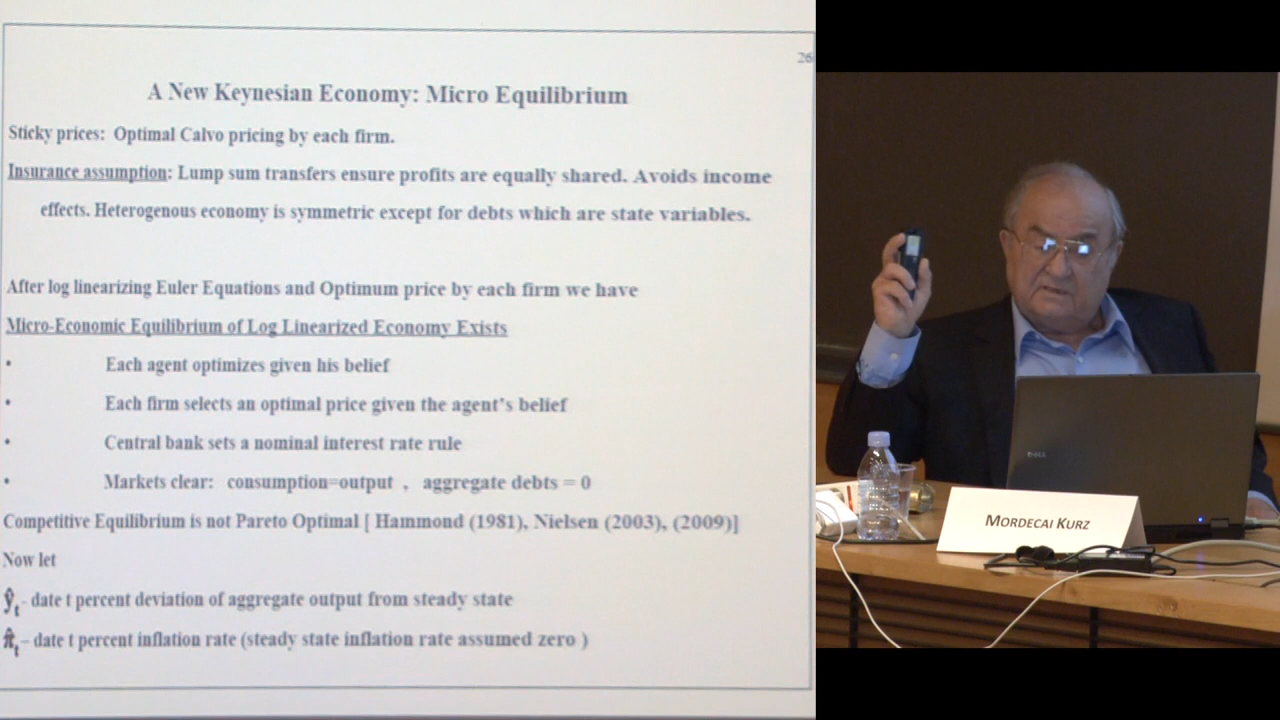 26
A New Keynesian Economy: Micro Equilibrium
Sticky prices: Optimal Calvo pricing by each firm.
Insurance assumption: Lump sum transfers ensure profits are equally shared. Avoids income
effects. Heterogenous economy is symmetric except for debts which are state variables.
After log linearizing Euler Equations and Optimum price by each firm we have
Micro-Economic Equilibrium of Log Linearized Economy Exists
• Each agent optimizes given his belief
• Each firm selects an optimal price given the agent's belief
• Central bank sets a nominal interest rate rule
• Markets clear: consumption=output , aggregate debts = 0
Competitive Equilibrium is not Pareto Optimal [ Hammond (1981), Nielsen (2003), (2009)]
Now let
ŷₜ - date t percent deviation of aggregate output from steady state
π̂ₜ – date t percent inflation rate (steady state inflation rate assumed zero )
DELL
MORDECAI KURZ